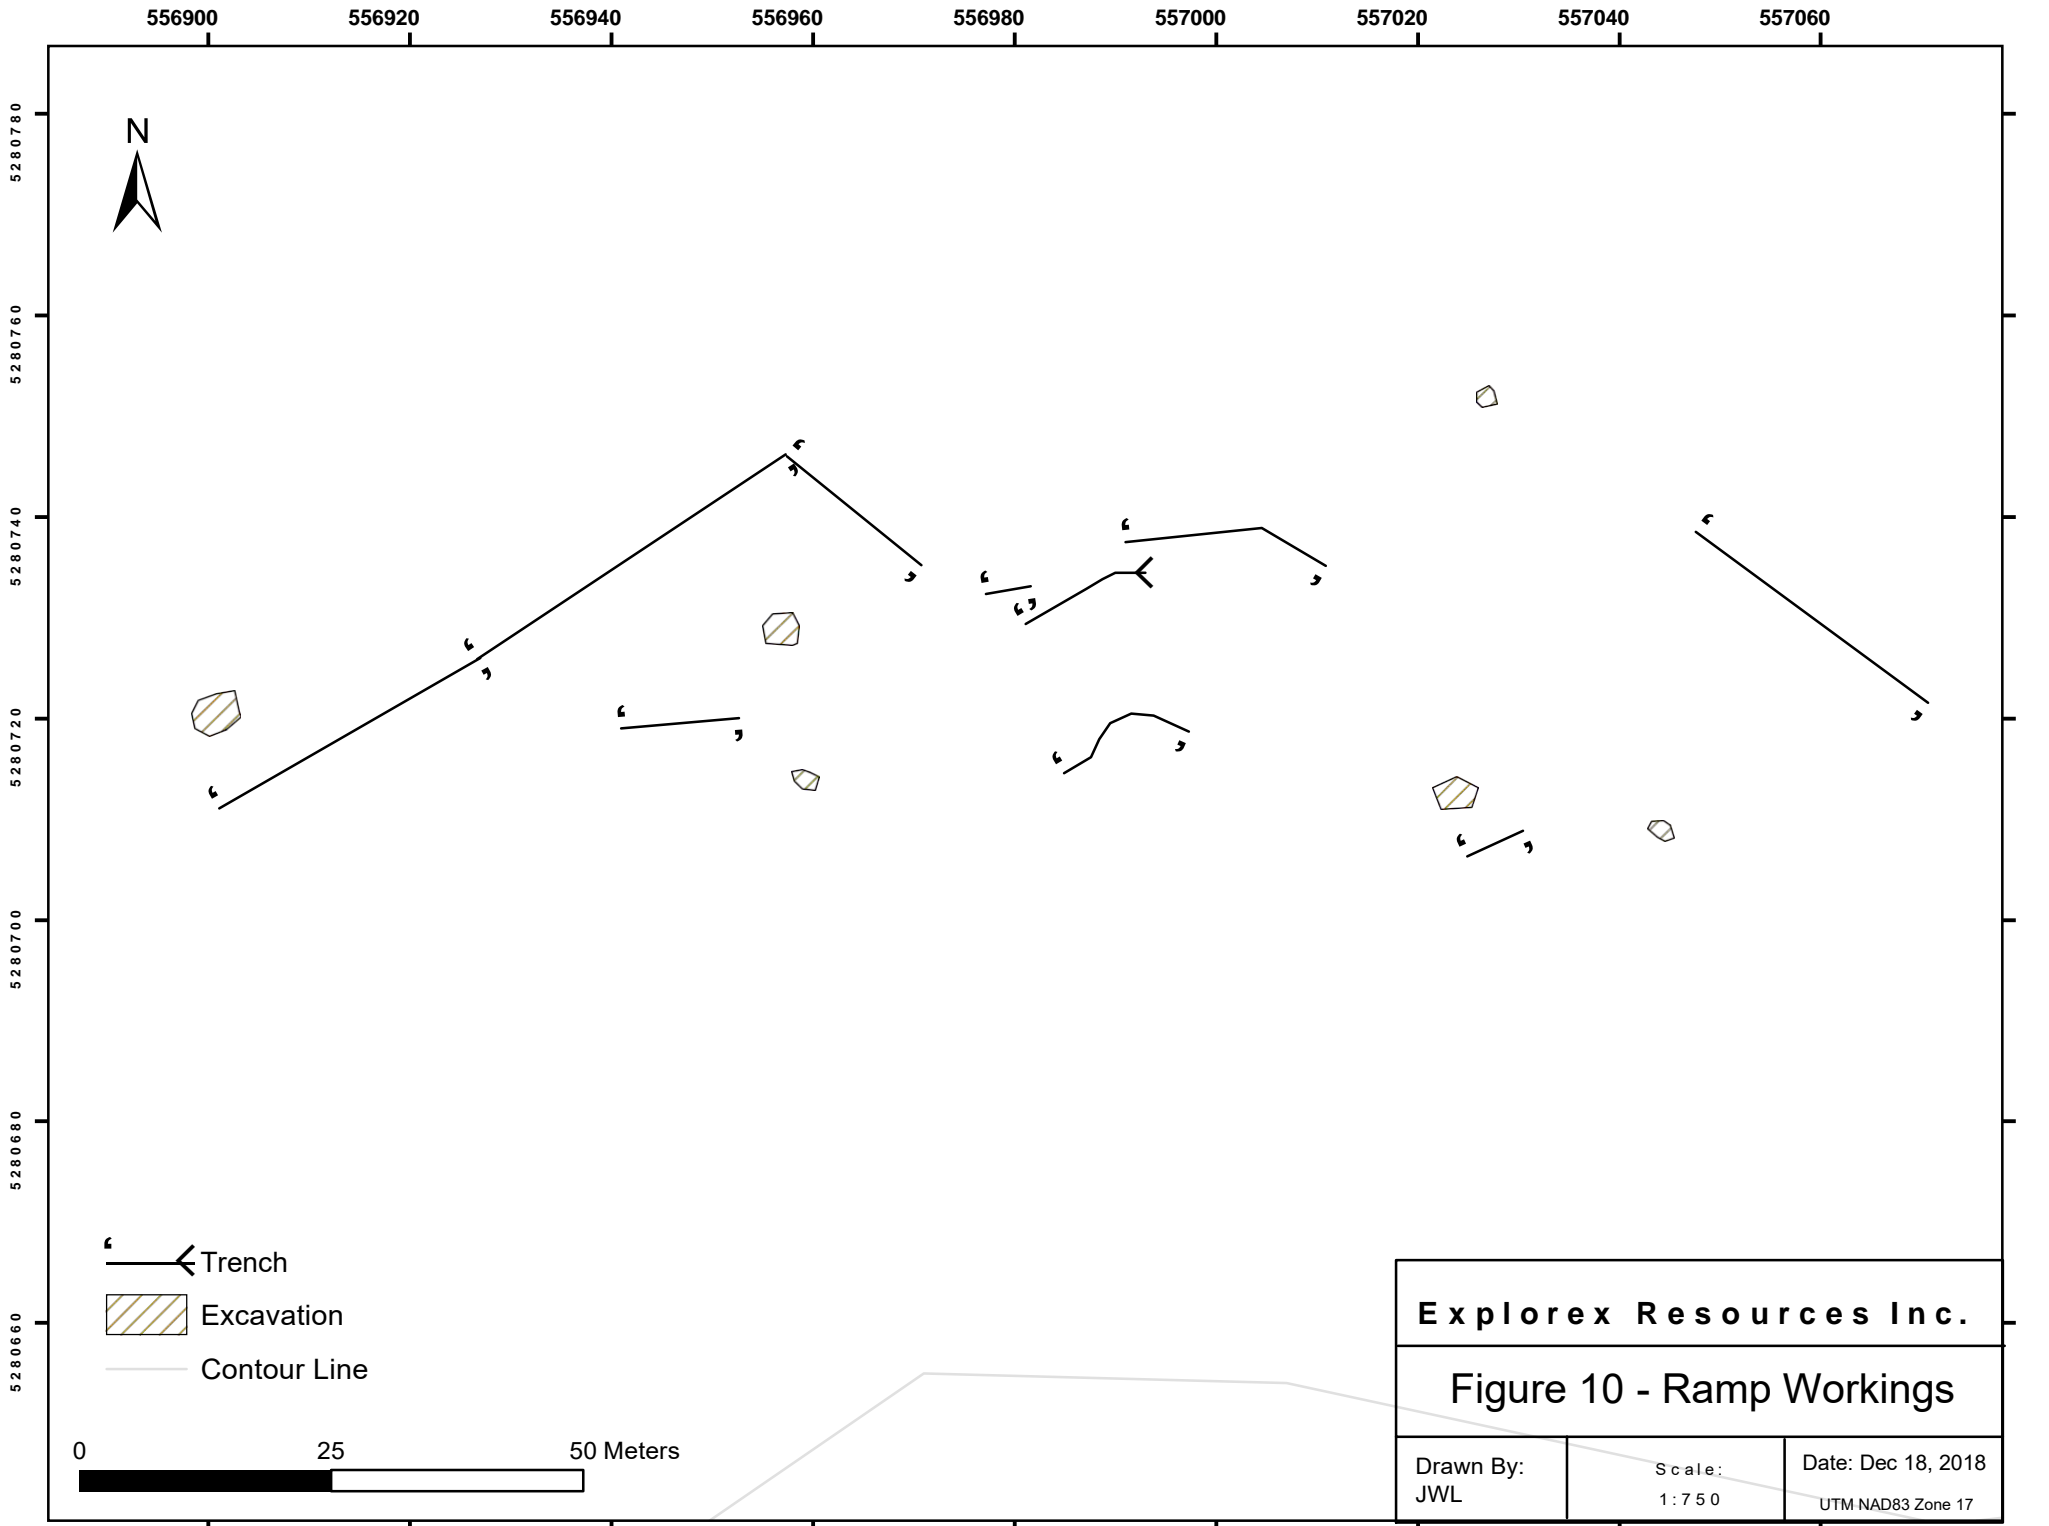 556900 556920 556940 556960 556980 557000 557020 557040 557060
5280780
5280760
5280740
5280720
5280700
5280680
5280660
N
Trench
Excavation
Contour Line
0 25 50 Meters
Explorex Resources Inc.
Figure 10 - Ramp Workings
Drawn By:
JWL
Scale:
1:750
Date: Dec 18, 2018
UTM NAD83 Zone 17